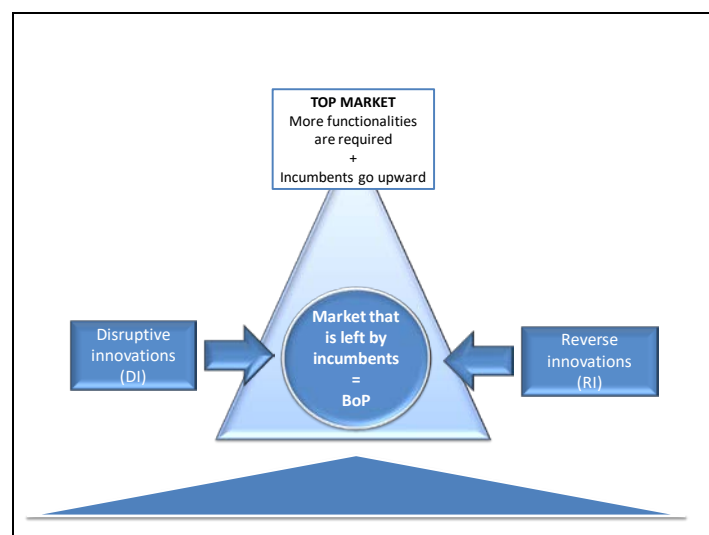 TOP MARKET
More functionalities
are required
+
Incumbents go upward
Market that
is left by
incumbents
=
BoP
Disruptive
innovations
(DI)
Reverse
innovations
(RI)